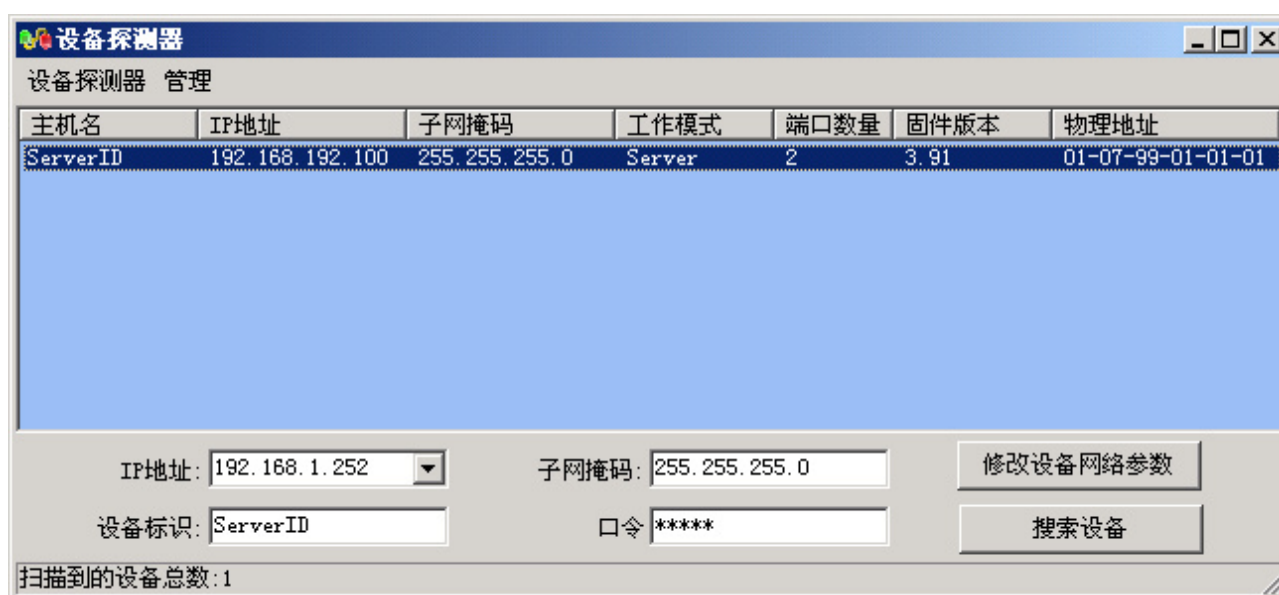 设备探测器
设备探测器 管理
主机名 IP地址 子网掩码 工作模式 端口数量 固件版本 物理地址
ServerID 192.168.192.100 255.255.255.0 Server 2 3.91 01-07-99-01-01-01
IP地址: 192.168.1.252 子网掩码: 255.255.255.0 修改设备网络参数
设备标识: ServerID 口令 ***** 搜索设备
扫描到的设备总数:1